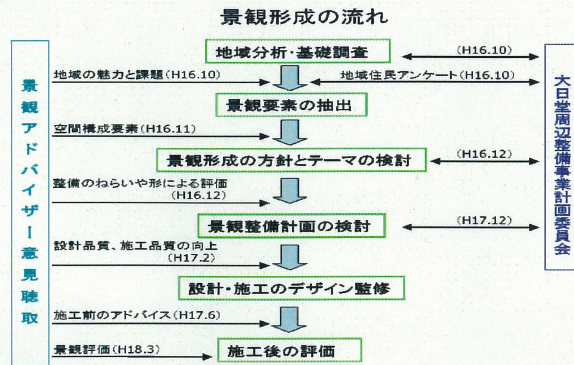 景観形成の流れ
地域分析・基礎調査
(H16.10)
地域の魅力と課題(H16.10)
地域住民アンケート(H16.10)
景観要素の抽出
空間構成要素(H16.11)
景観形成の方針とテーマの検討
(H16.12)
整備のねらいや形による評価
(H16.12)
景観整備計画の検討
(H17.12)
設計品質、施工品質の向上
(H17.2)
設計・施工のデザイン監修
施工前のアドバイス(H17.6)
景観評価(H18.3)
施工後の評価
景観アドバイザー意見聴取
大日堂周辺整備事業計画委員会